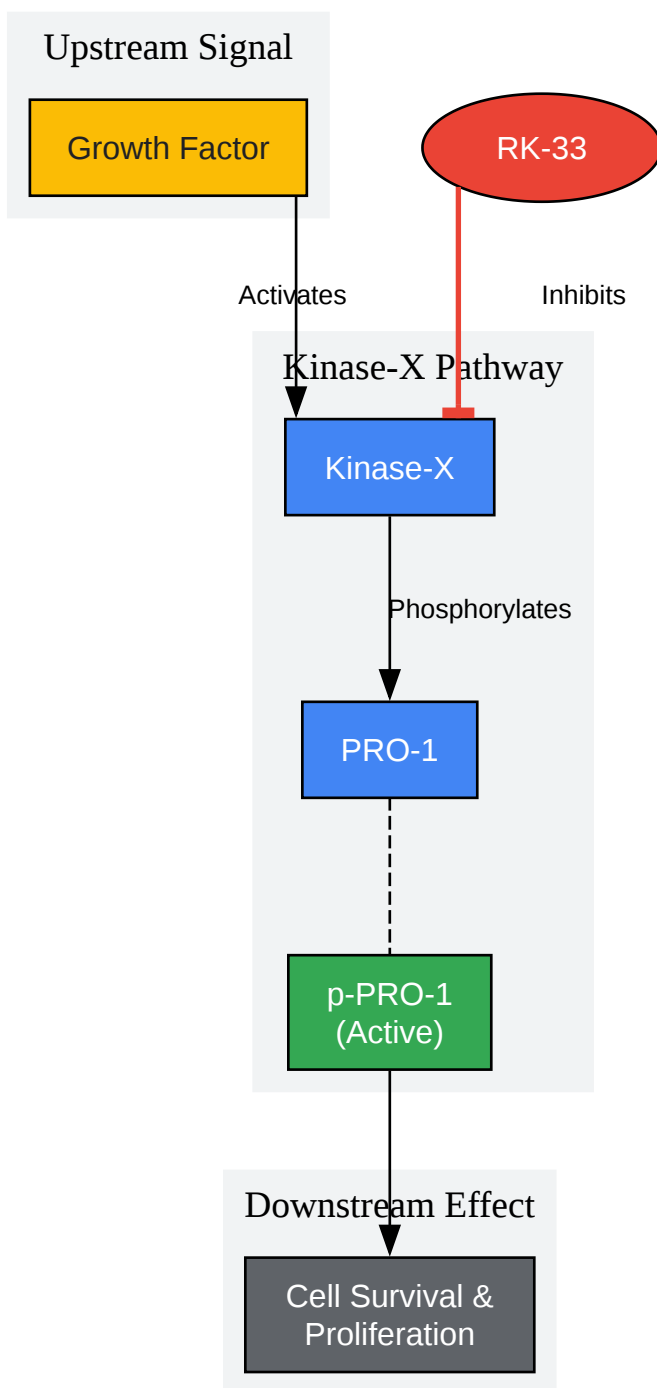 Upstream Signal
Growth Factor
RK-33
Activates
Inhibits
Kinase-X Pathway
Kinase-X
Phosphorylates
PRO-1
p-PRO-1
(Active)
Downstream Effect
Cell Survival &
Proliferation